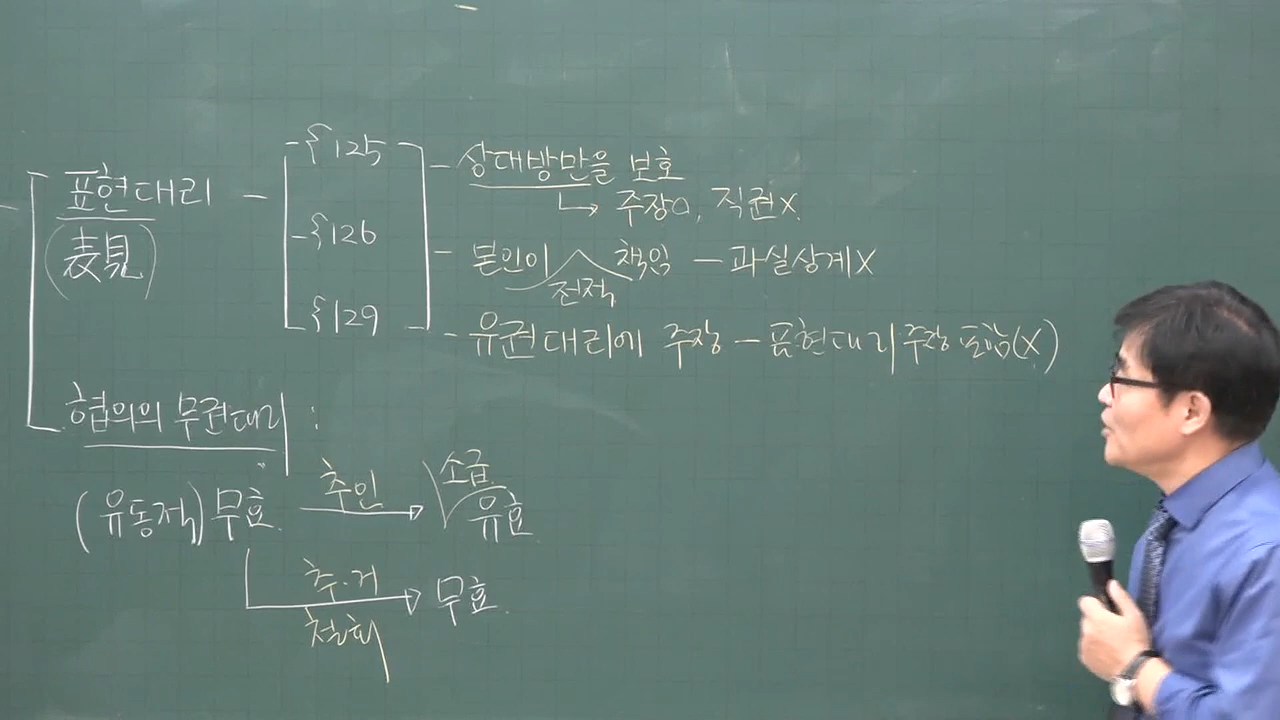 표현대리 - §125 - 상대방만을 보호
→ 주장O, 직권X
(表見) - §126 - 본인이 전적 책임 - 과실상계X
§129 - 유권대리에 주장 - 표현대리주장 포함(X)
협의의 무권대리 :
(유동적) 무효 추인 → 소급 유효
추·거 → 무효
철회